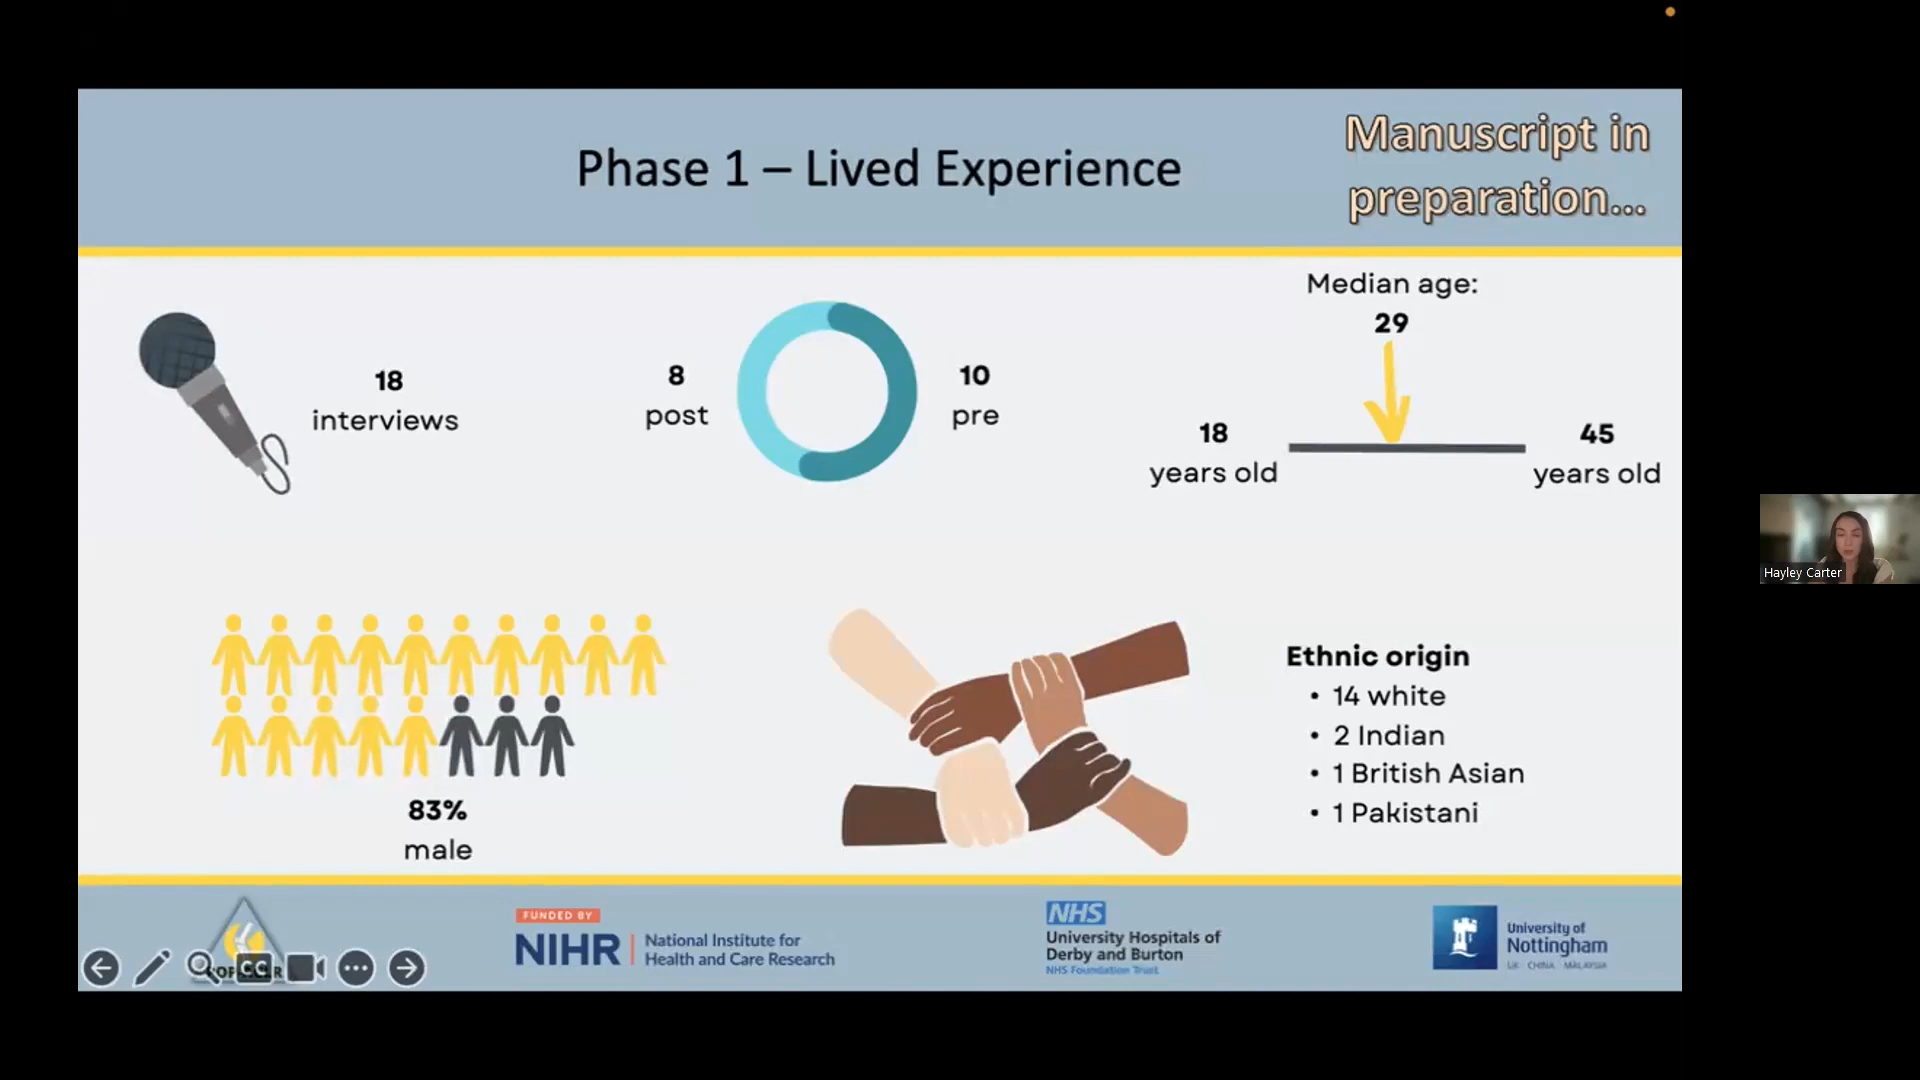 Phase 1 – Lived Experience
Manuscript in
preparation...
18
interviews
8
post
10
pre
Median age:
29
18
years old
45
years old
83%
male
Ethnic origin
• 14 white
• 2 Indian
• 1 British Asian
• 1 Pakistani
Hayley Carter
CC
FUNDED BY
NIHR
National Institute for
Health and Care Research
NHS
University Hospitals of
Derby and Burton
NHS Foundation Trust
University of
Nottingham
UK · CHINA · MALAYSIA